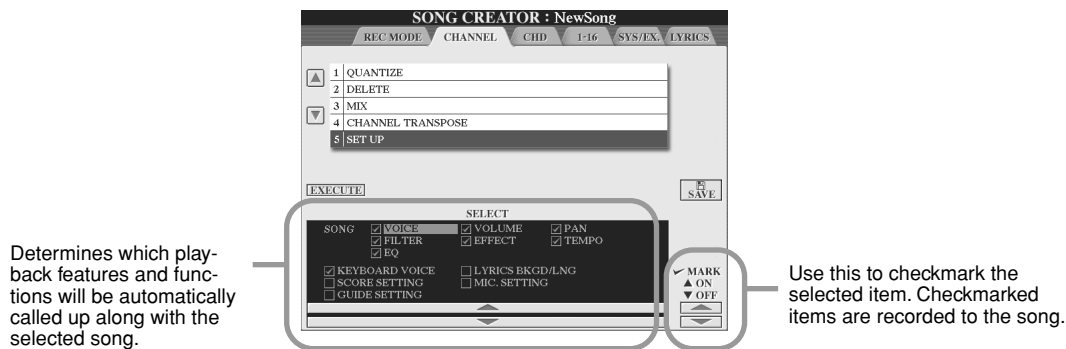 SONG CREATOR : NewSong
REC MODE CHANNEL CHD 1-16 SYS/EX. LYRICS
1 QUANTIZE
2 DELETE
3 MIX
4 CHANNEL TRANSPOSE
5 SET UP
EXECUTE
SAVE
SELECT
SONG VOICE VOLUME PAN
FILTER EFFECT TEMPO
EQ
KEYBOARD VOICE LYRICS BKGD/LNG
SCORE SETTING MIC. SETTING
GUIDE SETTING
MARK
▲ ON
▼ OFF
Determines which play-
back features and func-
tions will be automatically
called up along with the
selected song.
Use this to checkmark the
selected item. Checkmarked
items are recorded to the song.